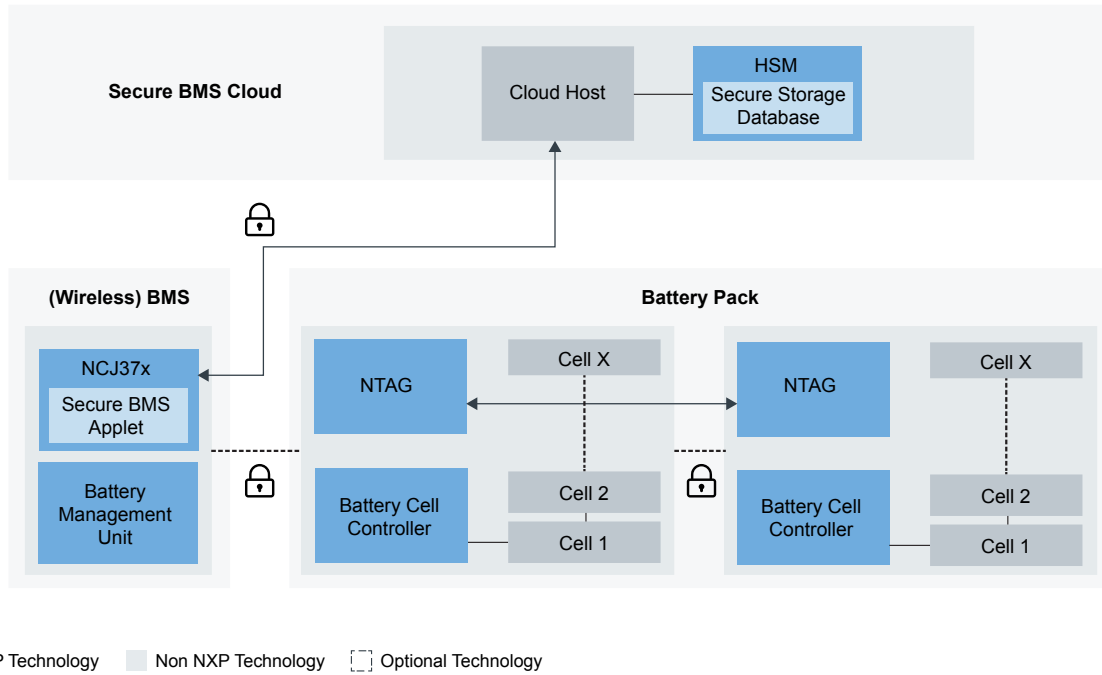 Secure BMS Cloud
Cloud Host
HSM
Secure Storage
Database
(Wireless) BMS
NCJ37x
Secure BMS
Applet
Battery
Management
Unit
Battery Pack
NTAG
Cell X
Battery Cell
Controller
Cell 2
Cell 1
NTAG
Cell X
Battery Cell
Controller
Cell 2
Cell 1
P Technology
Non NXP Technology
Optional Technology